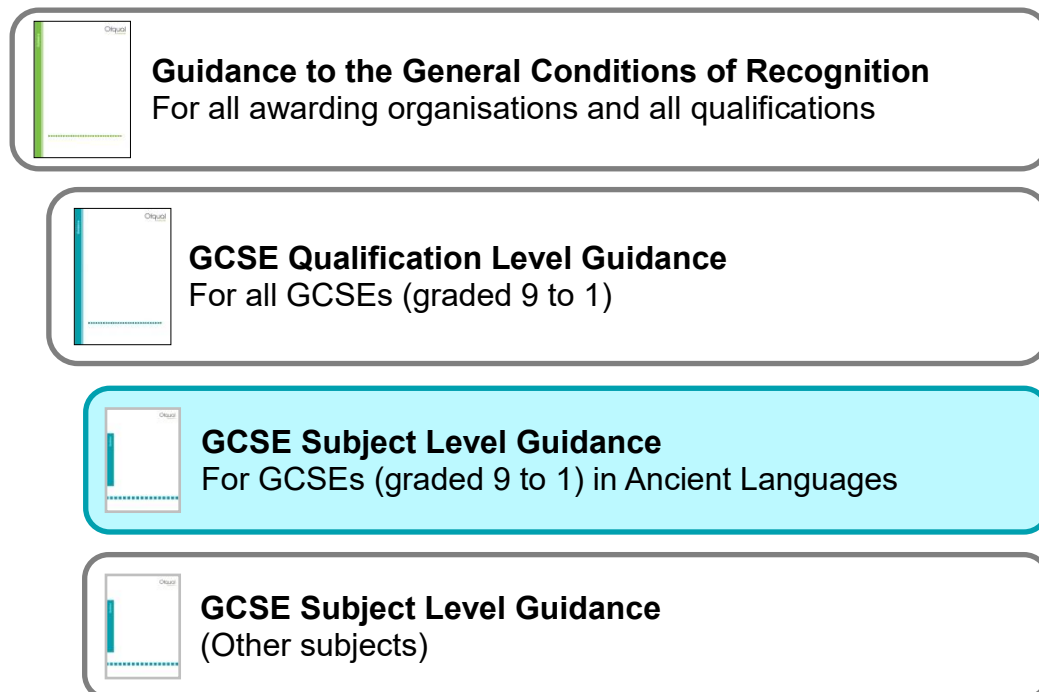 Ofqual
Guidance to the General Conditions of Recognition
For all awarding organisations and all qualifications
Ofqual
GCSE Qualification Level Guidance
For all GCSEs (graded 9 to 1)
Ofqual
GCSE Subject Level Guidance
For GCSEs (graded 9 to 1) in Ancient Languages
Ofqual
GCSE Subject Level Guidance
(Other subjects)